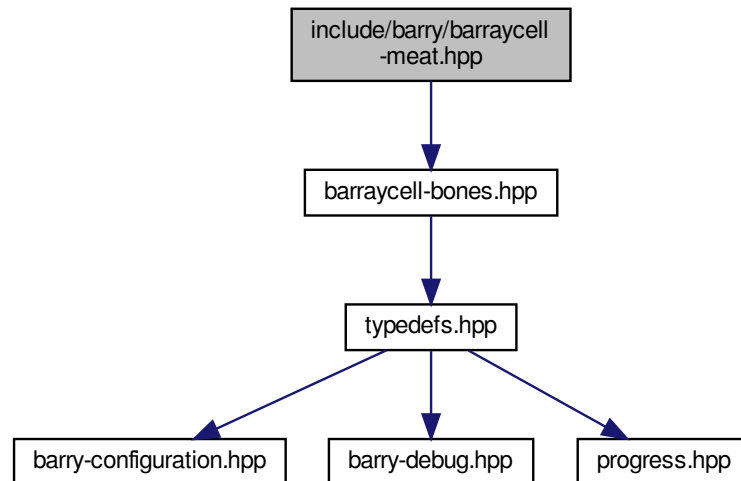 include/barry/barraycell
-meat.hpp
barraycell-bones.hpp
typedefs.hpp
barry-configuration.hpp
barry-debug.hpp
progress.hpp